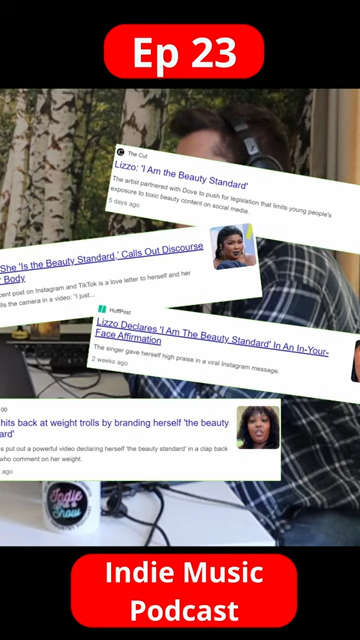 Ep 23
The Cut
Lizzo: 'I Am the Beauty Standard'
The artist partnered with Dove to push for legislation that limits young people's
exposure to toxic beauty content on social media.
5 days ago
She 'Is the Beauty Standard,' Calls Out Discourse
Body
cent post on Instagram and TikTok is a love letter to herself and her
lls the camera in a video: "I just...
HuffPost
Lizzo Declares 'I Am The Beauty Standard' In An In-Your-
Face Affirmation
The singer gave herself high praise in a viral Instagram message.
2 weeks ago
00
hits back at weight trolls by branding herself 'the beauty
ard'
s put out a powerful video declaring herself 'the beauty standard' in a clap back
who comment on her weight.
ago
Indie
Show
Indie Music
Podcast